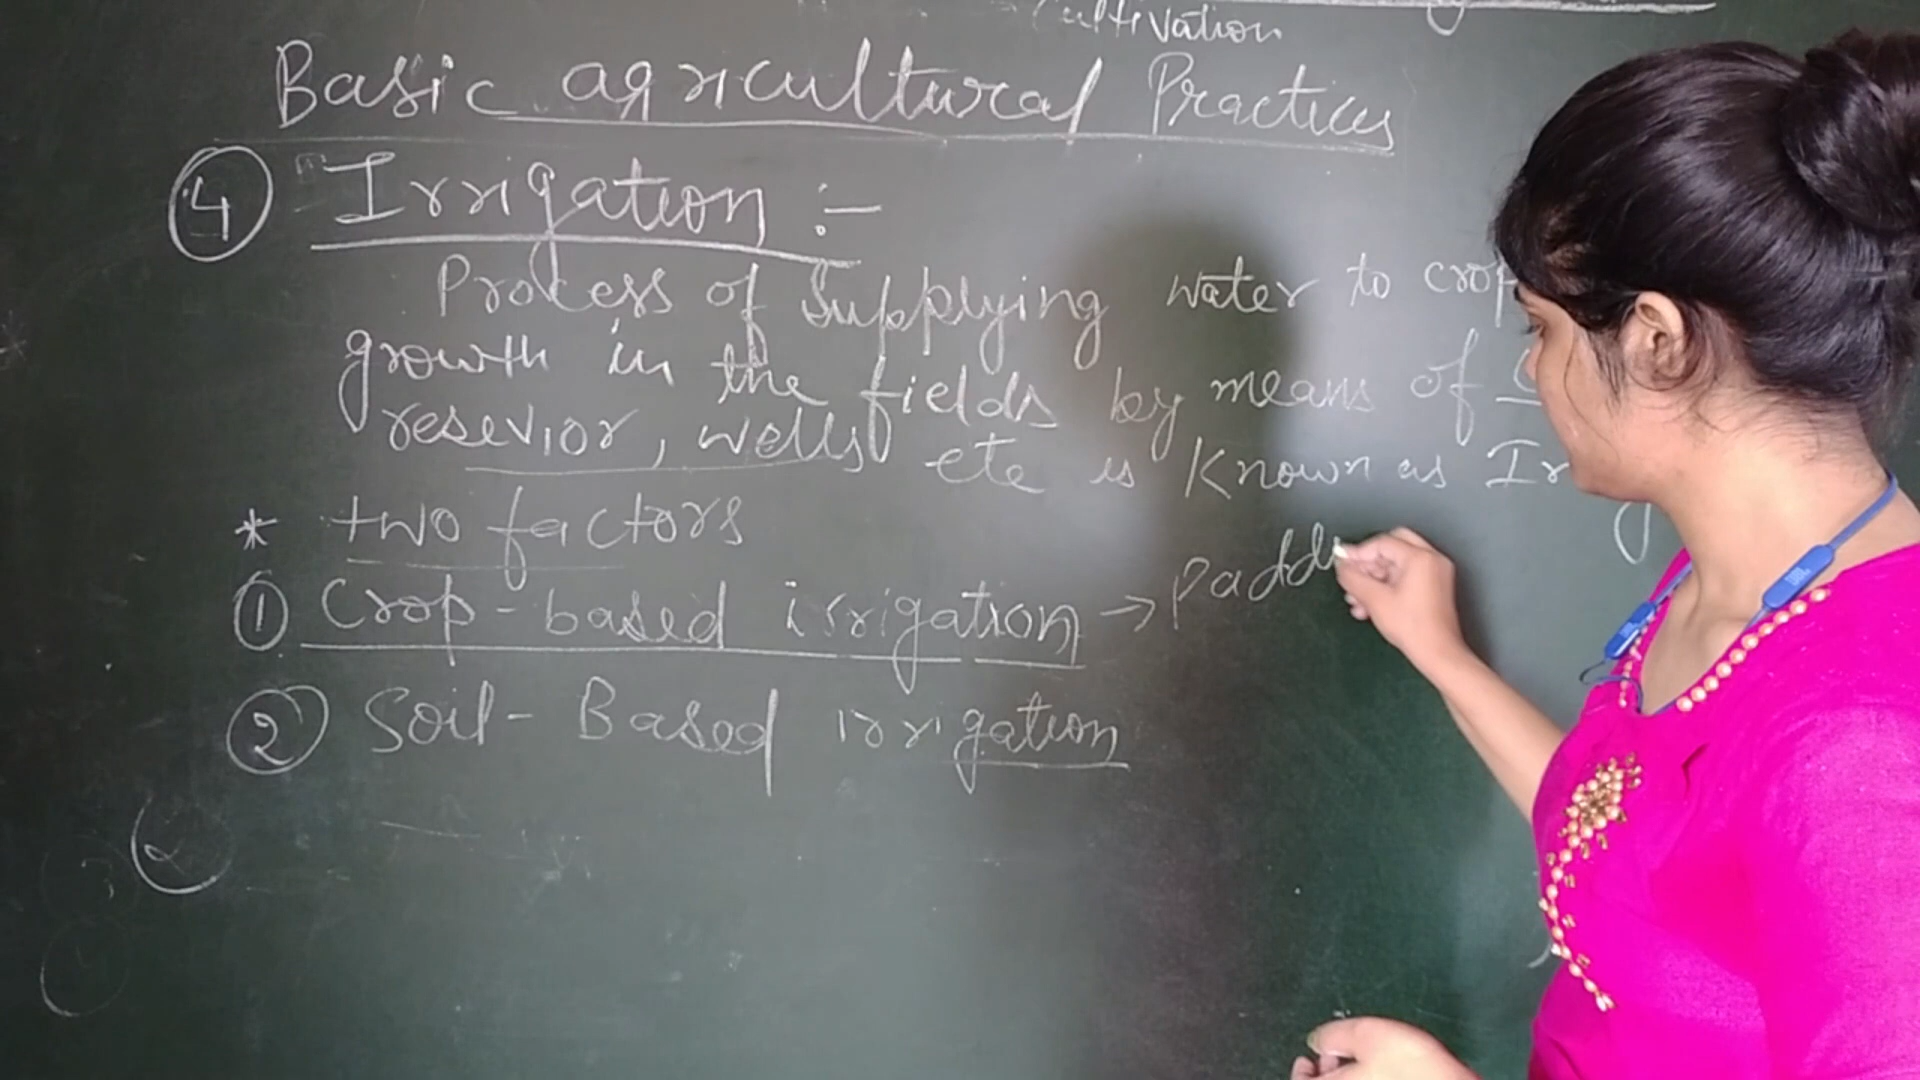 Cultivation
Basic agricultural Practices
4 Irrigation :-
Process of Supplying water to crop
growth in the fields by means of
resevior, wells etc is known as Ir
* two factors
1 Crop-based irrigation → Padd
2 Soil-Based irrigation